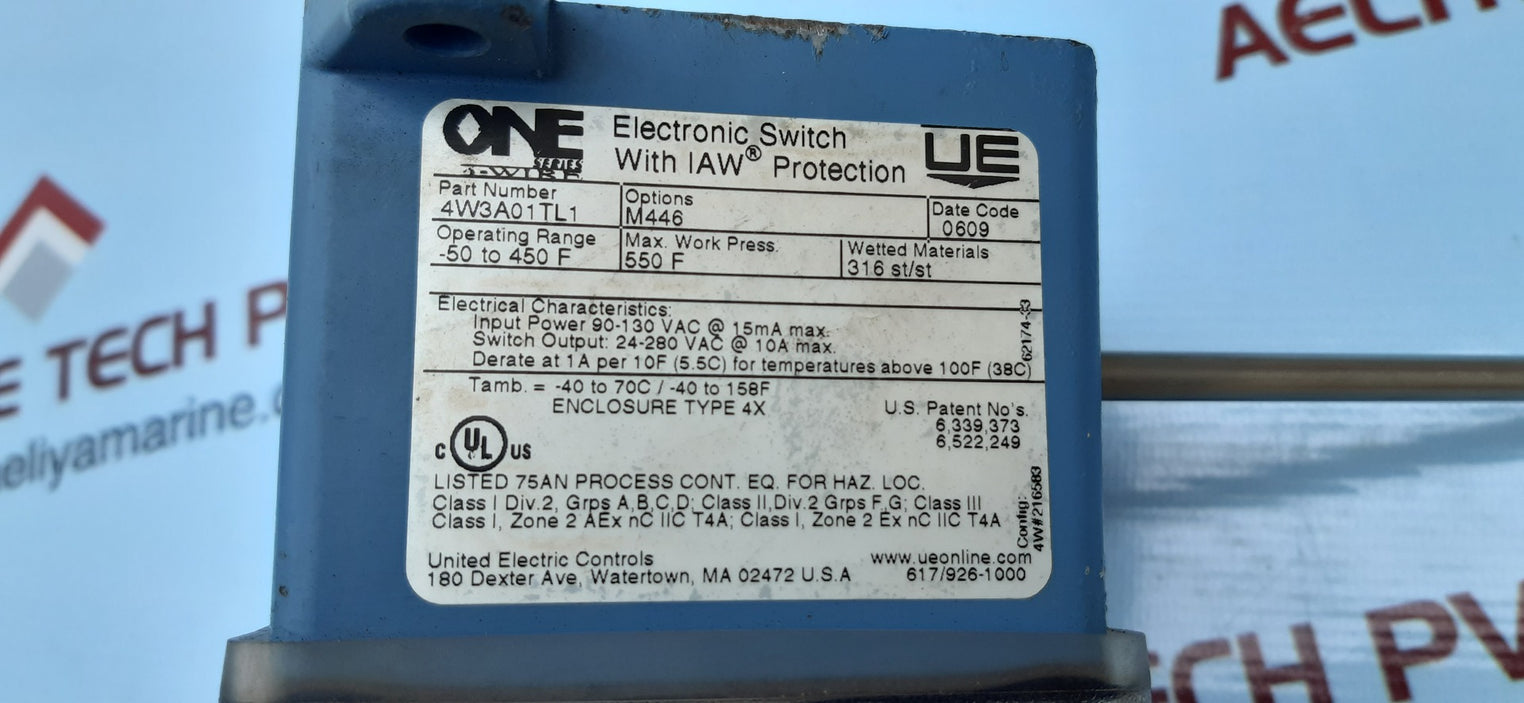 AECH
E TECH P
eliyamarine.c
ECH PV
ONE
SERIES
4-WIRE
Electronic Switch
With IAW® Protection
UE
Part Number
4W3A01TL1
Options
M446
Date Code
0609
Operating Range
-50 to 450 F
Max. Work Press.
550 F
Wetted Materials
316 st/st
Electrical Characteristics:
Input Power 90-130 VAC @ 15mA max.
Switch Output: 24-280 VAC @ 10A max.
Derate at 1A per 10F (5.5C) for temperatures above 100F (38C)
62174-33
Tamb. = -40 to 70C / -40 to 158F
ENCLOSURE TYPE 4X
U.S. Patent No's.
6,339,373
6,522,249
C UL US
LISTED 75AN PROCESS CONT. EQ. FOR HAZ. LOC.
Class I Div.2, Grps A,B,C,D; Class II,Div.2 Grps F,G; Class III
Class I, Zone 2 AEx nC IIC T4A; Class I, Zone 2 Ex nC IIC T4A
Config:
4W#216583
United Electric Controls
180 Dexter Ave, Watertown, MA 02472 U.S.A
www.ueonline.com
617/926-1000